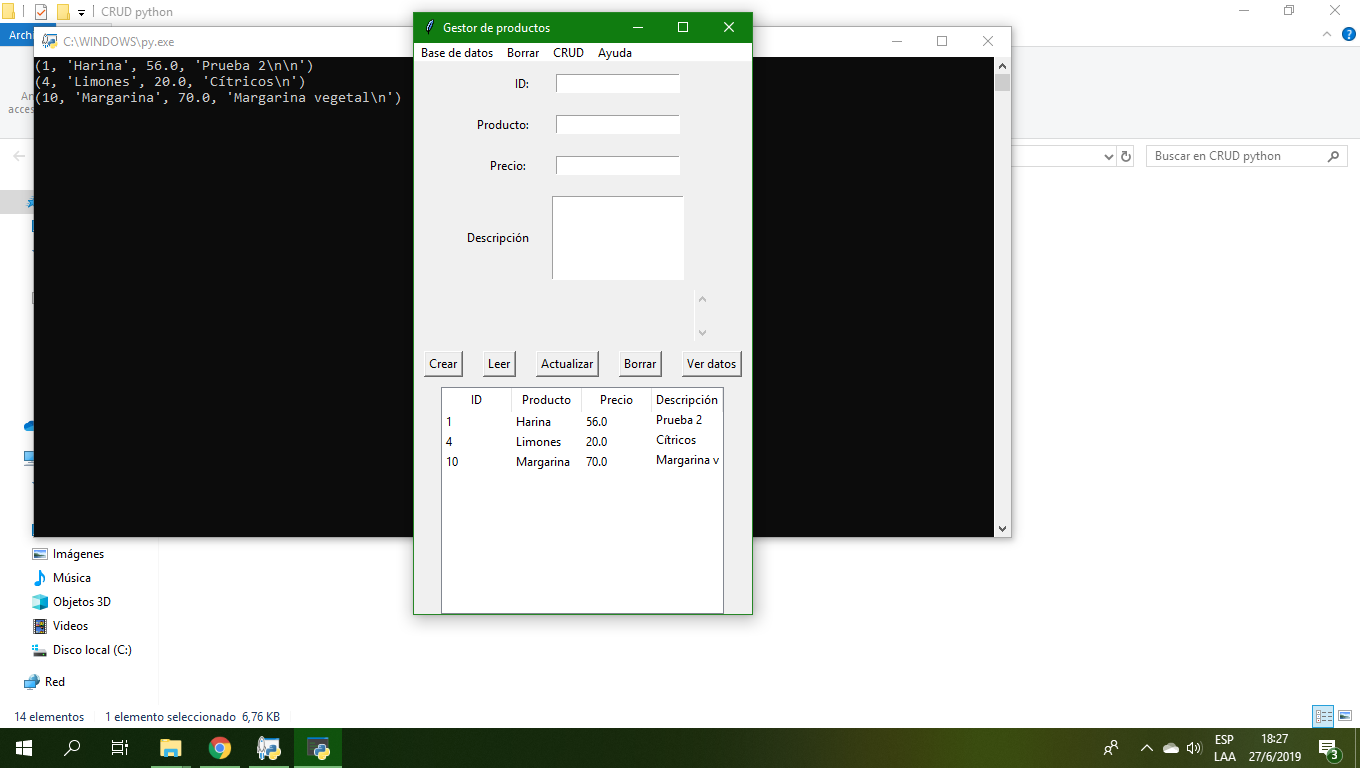 CRUD python
Archi
C:\WINDOWS\py.exe
(1, 'Harina', 56.0, 'Prueba 2\n\n')
(4, 'Limones', 20.0, 'Cítricos\n')
(10, 'Margarina', 70.0, 'Margarina vegetal\n')
Gestor de productos
Base de datos Borrar CRUD Ayuda
ID:
Producto:
Precio:
Descripción
Crear Leer Actualizar Borrar Ver datos
ID Producto Precio Descripción
1 Harina 56.0 Prueba 2
4 Limones 20.0 Cítricos
10 Margarina 70.0 Margarina v
An
acces
Buscar en CRUD python
Imágenes
Música
Objetos 3D
Videos
Disco local (C:)
Red
14 elementos 1 elemento seleccionado 6,76 KB
ESP
LAA
18:27
27/6/2019
3